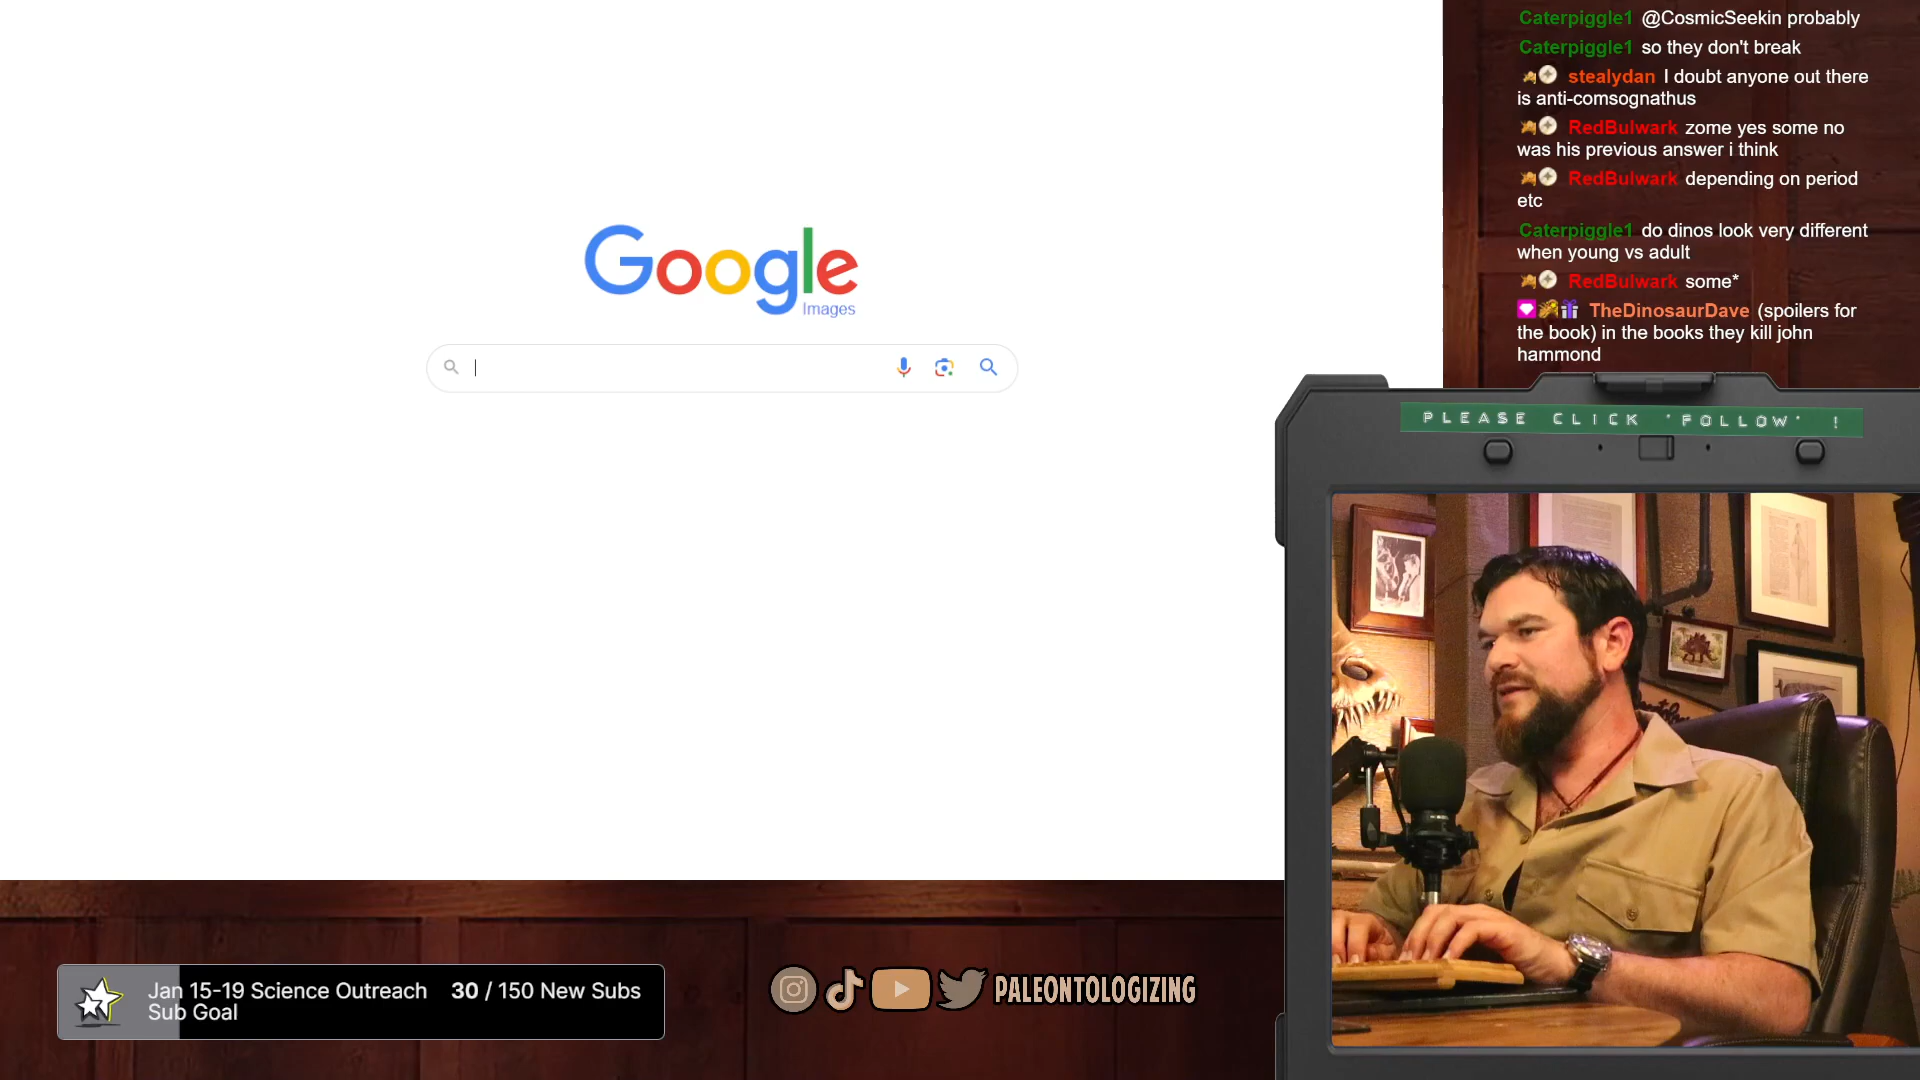 Caterpiggle1 @CosmicSeekin probably
Caterpiggle1 so they don't break
stealydan I doubt anyone out there
is anti-comsognathus
RedBulwark zome yes some no
was his previous answer i think
RedBulwark depending on period
etc
Caterpiggle1 do dinos look very different
when young vs adult
RedBulwark some*
TheDinosaurDave (spoilers for
the book) in the books they kill john
hammond
Google
Images
PLEASE CLICK "FOLLOW" !
Jan 15-19 Science Outreach 30 / 150 New Subs
Sub Goal
PALEONTOLOGIZING